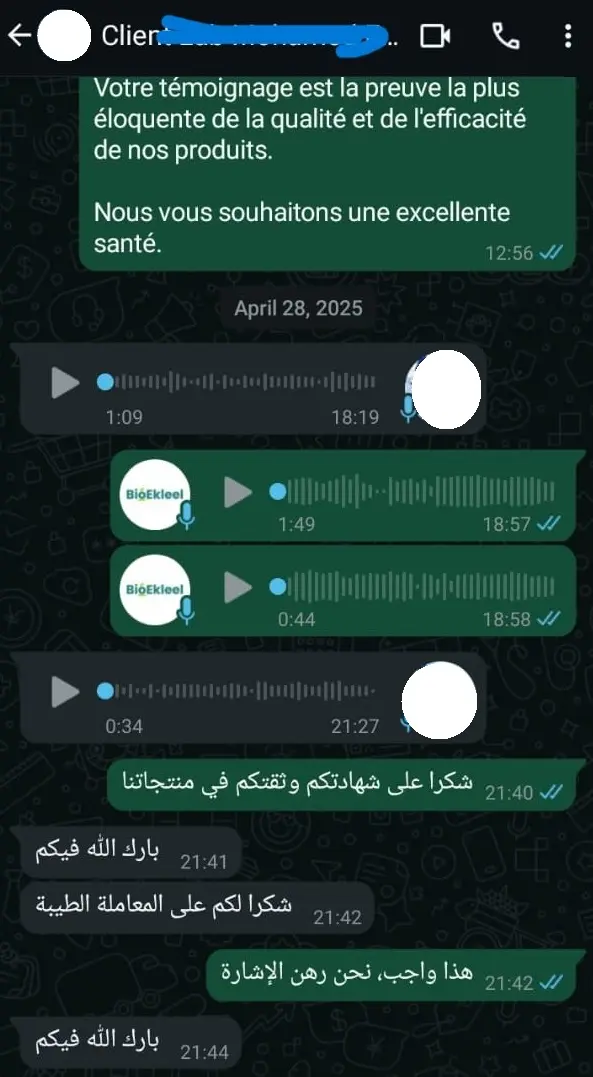 Client
Votre témoignage est la preuve la plus
éloquente de la qualité et de l'efficacité
de nos produits.
Nous vous souhaitons une excellente
santé.
12:56
April 28, 2025
1:09
18:19
BioEkleel
1:49
18:57
BioEkleel
0:44
18:58
0:34
21:27
شكرا على شهادتكم وثقتكم في منتجاتنا
21:40
بارك الله فيكم
21:41
شكرا لكم على المعاملة الطيبة
21:42
هذا واجب، نحن رهن الإشارة
21:42
بارك الله فيكم
21:44